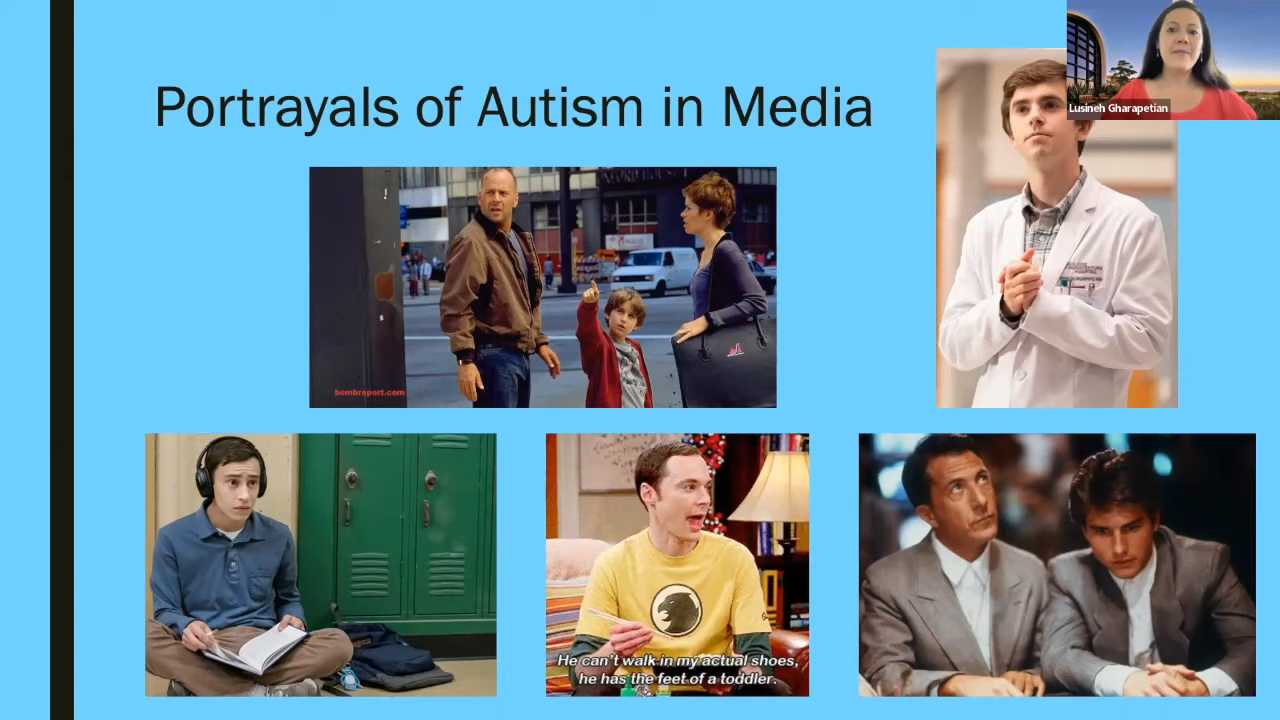 Portrayals of Autism in Media
Lusineh Gharapetian
bombreport.com
He can't walk in my actual shoes,
he has the feet of a toddler.